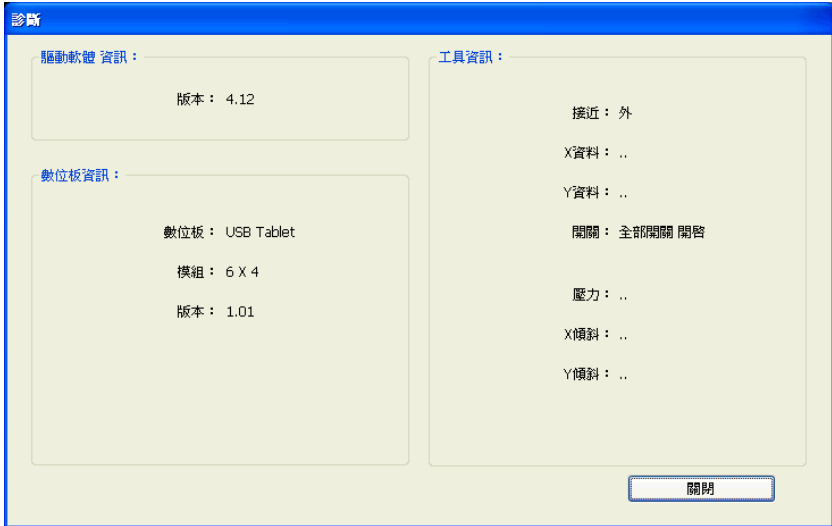 診斷
驅動軟體 資訊：
版本： 4.12
數位板資訊：
數位板： USB Tablet
模組： 6 X 4
版本： 1.01
工具資訊：
接近： 外
X資料： ..
Y資料： ..
開關： 全部開關 開啓
壓力： ..
X傾斜： ..
Y傾斜： ..
關閉